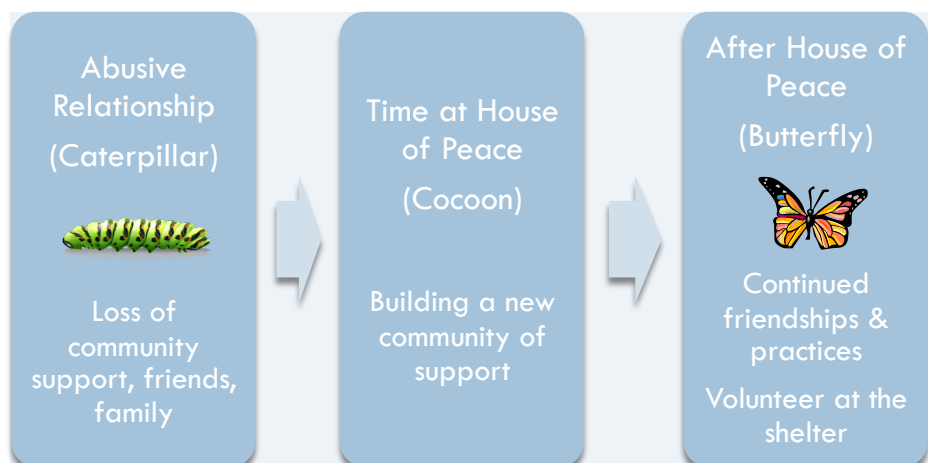 Abusive
Relationship
(Caterpillar)
Loss of
community
support, friends,
family
Time at House
of Peace
(Cocoon)
Building a new
community of
support
After House of
Peace
(Butterfly)
Continued
friendships &
practices
Volunteer at the
shelter